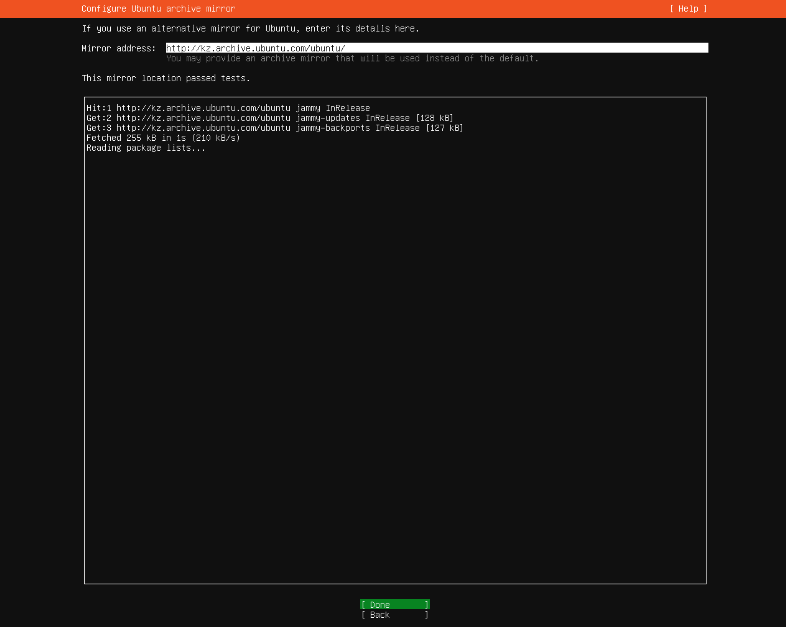 Configure Ubuntu archive mirror [ Help ]
If you use an alternative mirror for Ubuntu, enter its details here.
Mirror address: http://kz.archive.ubuntu.com/ubuntu/
You may provide an archive mirror that will be used instead of the default.
This mirror location passed tests.
Hit:1 http://kz.archive.ubuntu.com/ubuntu jammy InRelease
Get:2 http://kz.archive.ubuntu.com/ubuntu jammy-updates InRelease [128 kB]
Get:3 http://kz.archive.ubuntu.com/ubuntu jammy-backports InRelease [127 kB]
Fetched 255 kB in 1s (210 kB/s)
Reading package lists...
[ Done ]
[ Back ]